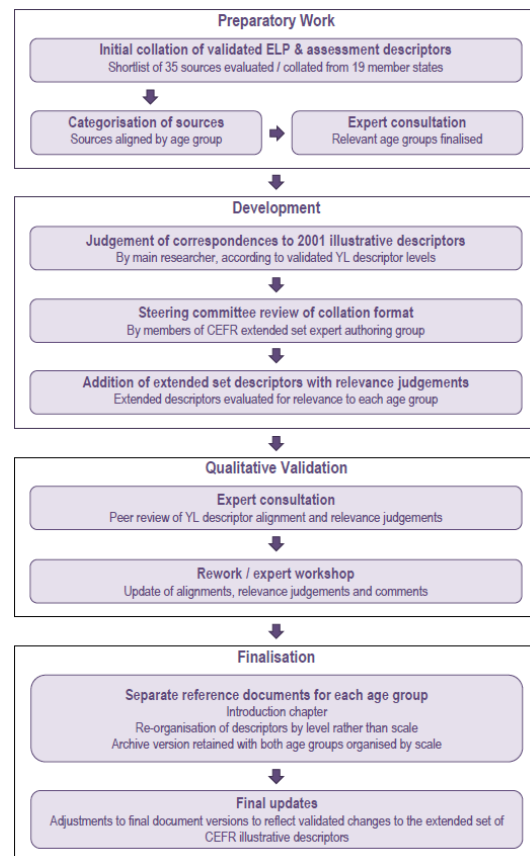 Preparatory Work
Initial collation of validated ELP & assessment descriptors
Shortlist of 35 sources evaluated / collated from 19 member states
Categorisation of sources
Sources aligned by age group
Expert consultation
Relevant age groups finalised
Development
Judgement of correspondences to 2001 illustrative descriptors
By main researcher, according to validated YL descriptor levels
Steering committee review of collation format
By members of CEFR extended set expert authoring group
Addition of extended set descriptors with relevance judgements
Extended descriptors evaluated for relevance to each age group
Qualitative Validation
Expert consultation
Peer review of YL descriptor alignment and relevance judgements
Rework / expert workshop
Update of alignments, relevance judgements and comments
Finalisation
Separate reference documents for each age group
Introduction chapter
Re-organisation of descriptors by level rather than scale
Archive version retained with both age groups organised by scale
Final updates
Adjustments to final document versions to reflect validated changes to the extended set of
CEFR illustrative descriptors